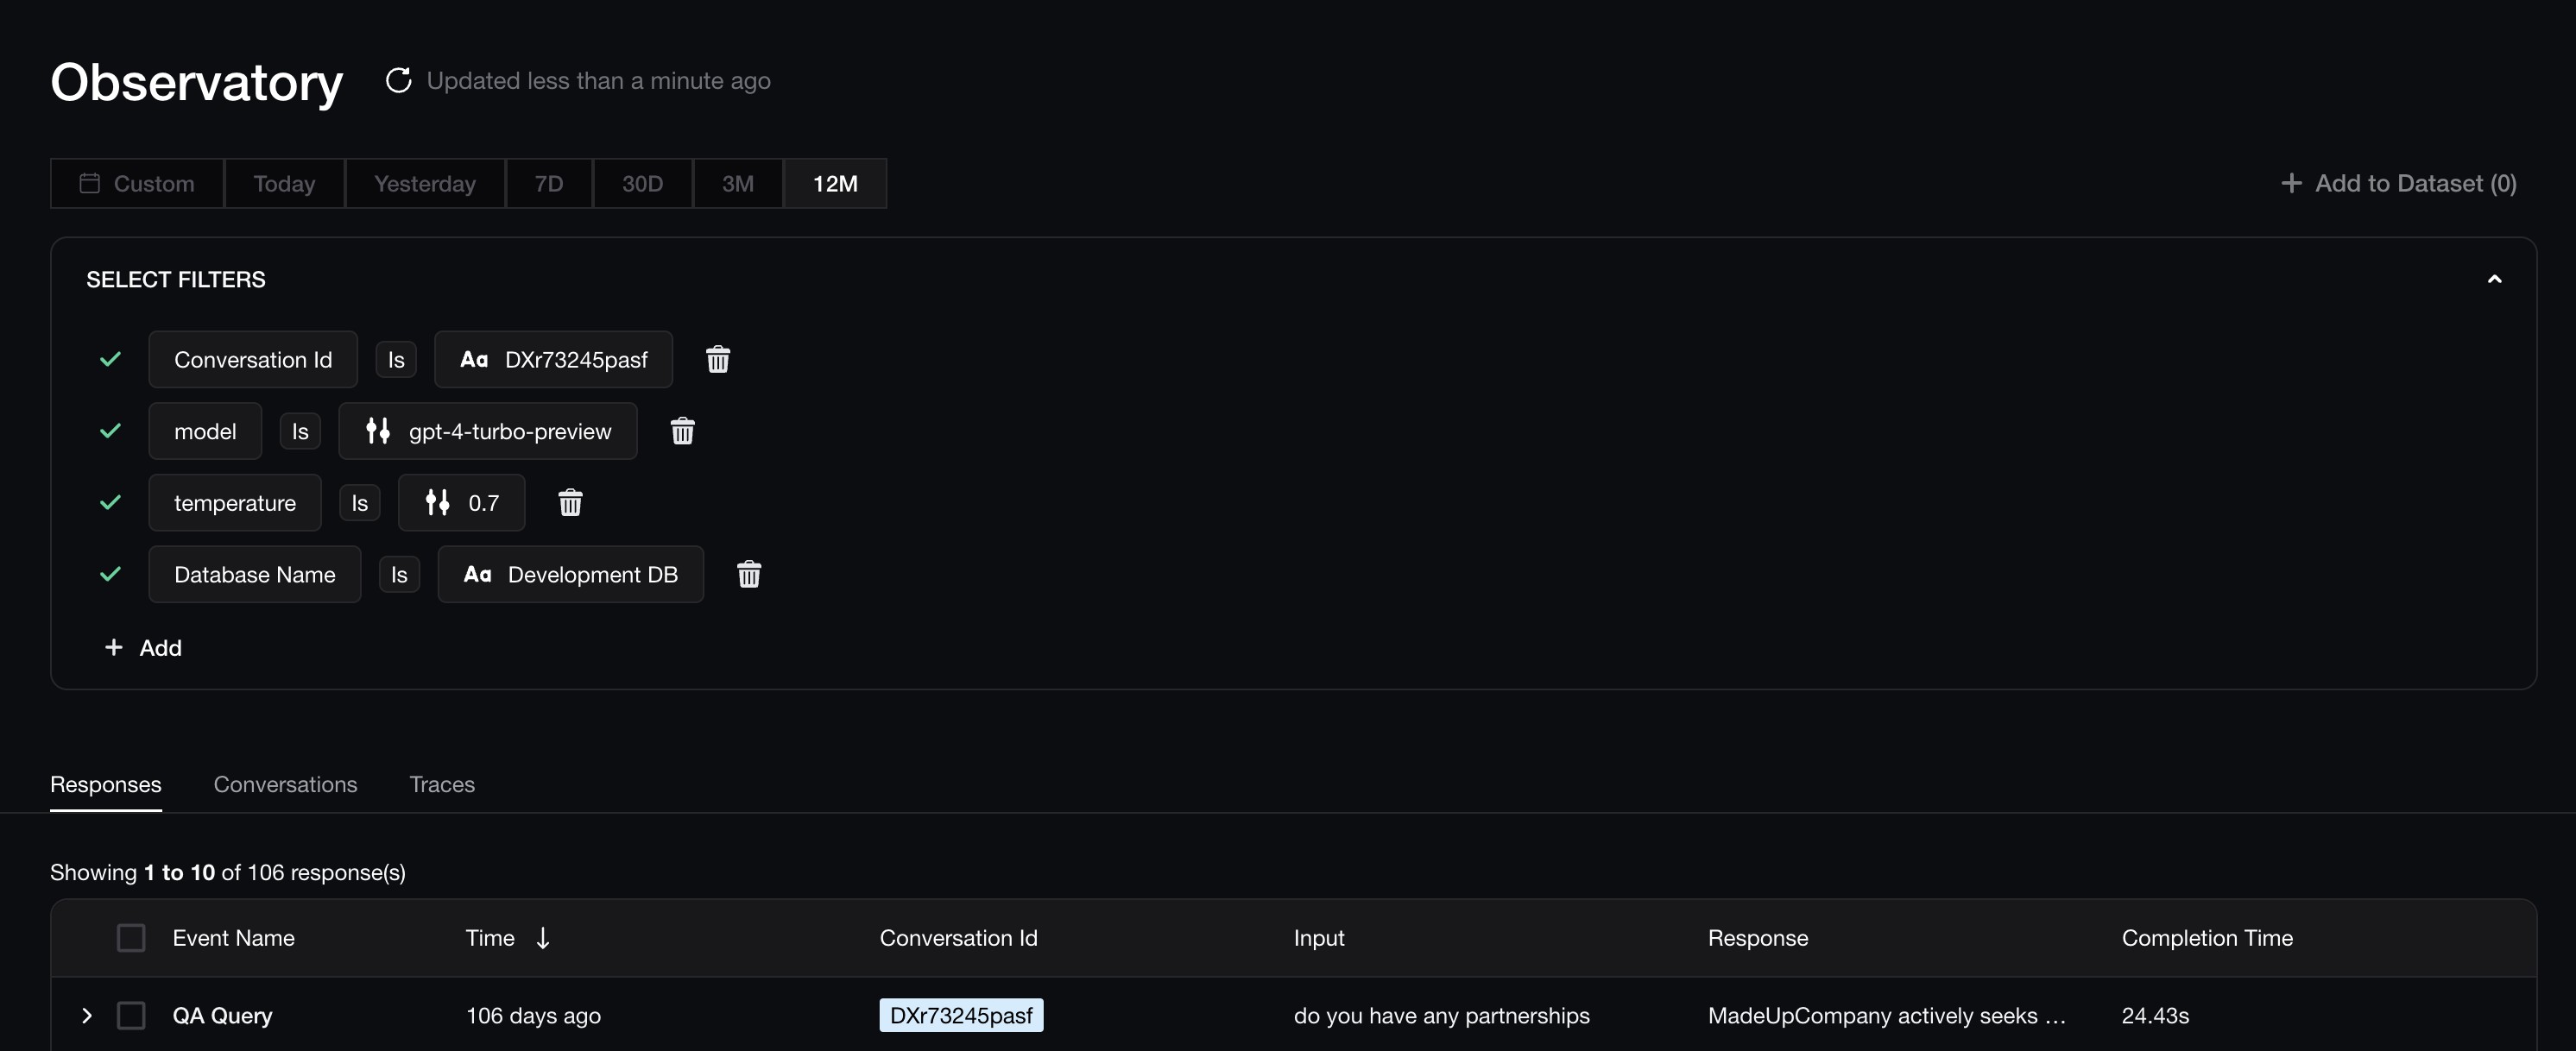 Observatory Updated less than a minute ago
Custom Today Yesterday 7D 30D 3M 12M + Add to Dataset (0)
SELECT FILTERS
Conversation Id Is Aa DXr73245pasf
model Is gpt-4-turbo-preview
temperature Is 0.7
Database Name Is Aa Development DB
+ Add
Responses Conversations Traces
Showing 1 to 10 of 106 response(s)
Event Name Time ↓ Conversation Id Input Response Completion Time
QA Query 106 days ago DXr73245pasf do you have any partnerships MadeUpCompany actively seeks ... 24.43s